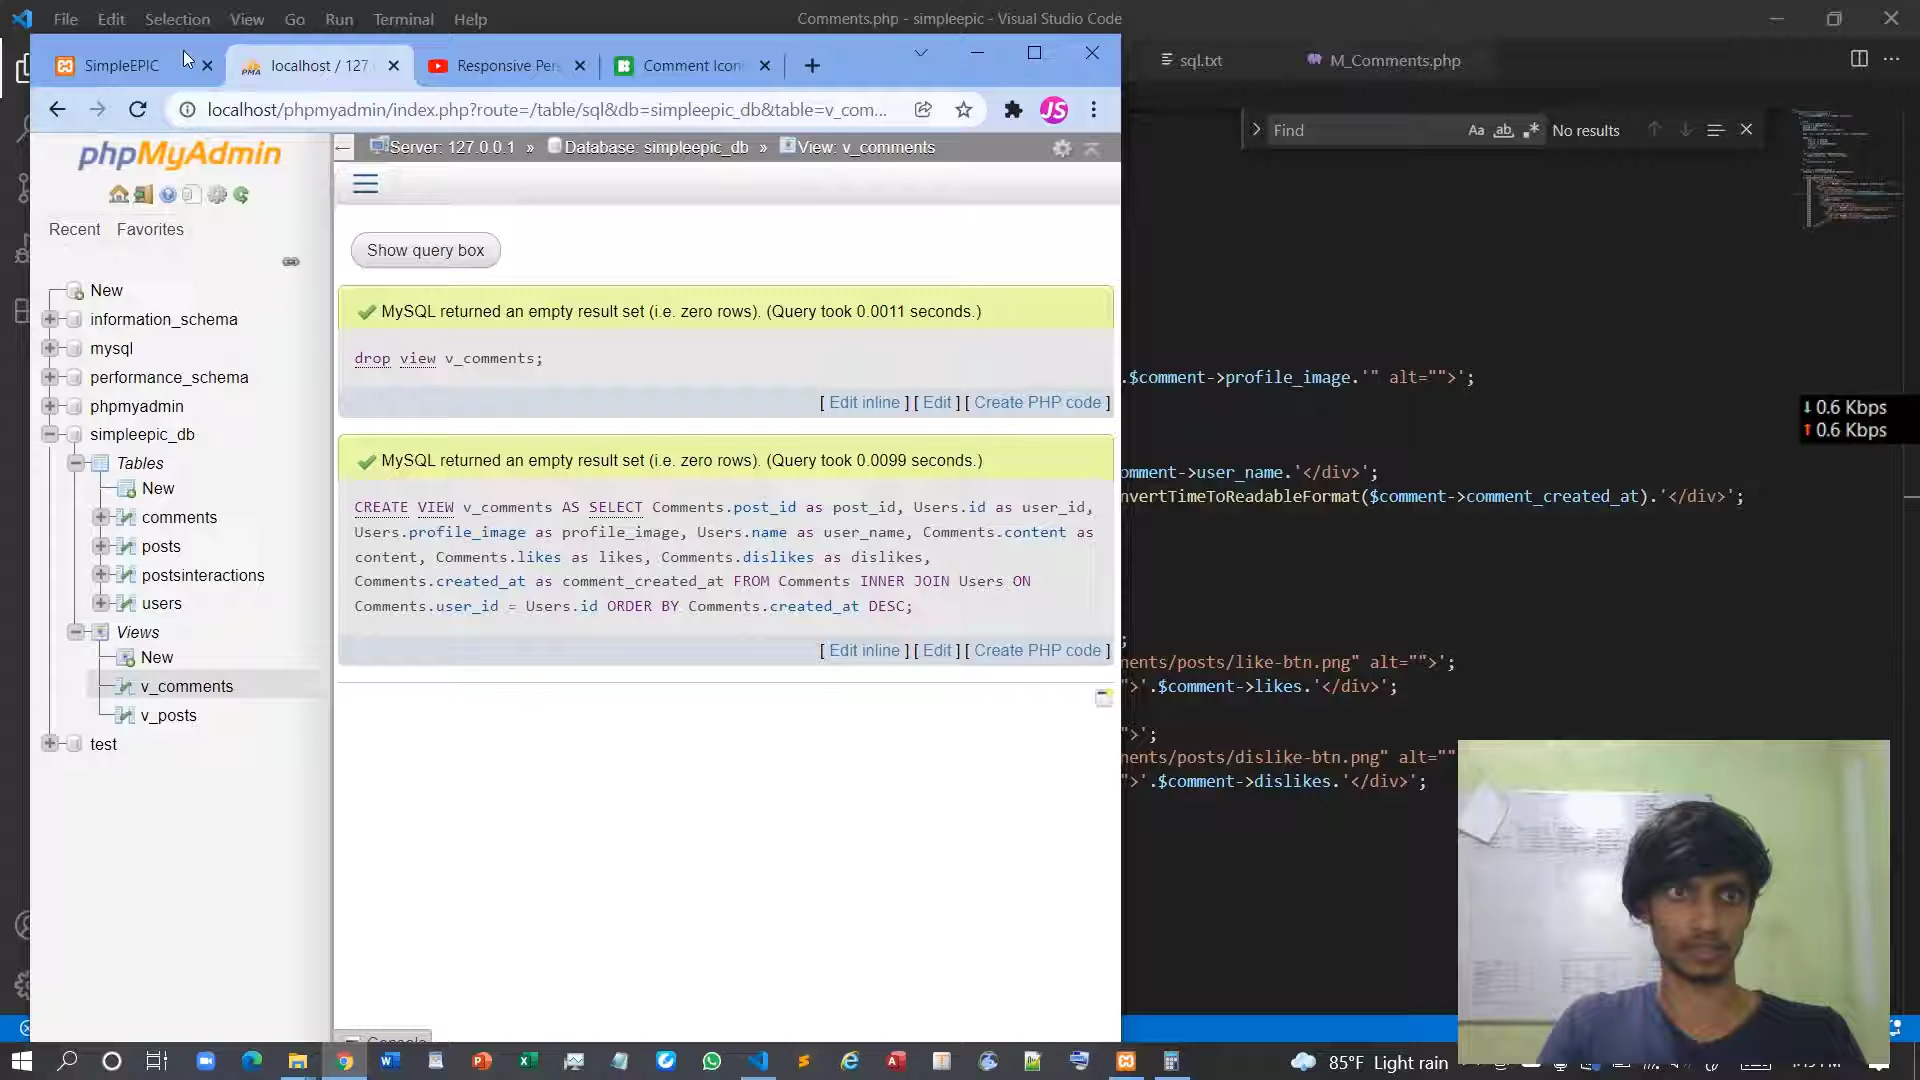 File Edit Selection View Go Run Terminal Help
Comments.php - simpleepic - Visual Studio Code
SimpleEPIC
localhost / 127
Responsive Pers
Comment Icon
sql.txt
M_Comments.php
localhost/phpmyadmin/index.php?route=/table/sql&db=simpleepic_db&table=v_com...
JS
Find
Aa
ab
No results
phpMyAdmin
Server: 127.0.0.1 » Database: simpleepic_db » View: v_comments
Recent Favorites
Show query box
New
information_schema
mysql
performance_schema
phpmyadmin
simpleepic_db
Tables
New
comments
posts
postsinteractions
users
Views
New
v_comments
v_posts
test
MySQL returned an empty result set (i.e. zero rows). (Query took 0.0011 seconds.)
drop view v_comments;
[ Edit inline ] [ Edit ] [ Create PHP code ]
MySQL returned an empty result set (i.e. zero rows). (Query took 0.0099 seconds.)
CREATE VIEW v_comments AS SELECT Comments.post_id as post_id, Users.id as user_id,
Users.profile_image as profile_image, Users.name as user_name, Comments.content as
content, Comments.likes as likes, Comments.dislikes as dislikes,
Comments.created_at as comment_created_at FROM Comments INNER JOIN Users ON
Comments.user_id = Users.id ORDER BY Comments.created_at DESC;
[ Edit inline ] [ Edit ] [ Create PHP code ]
.$comment->profile_image.'" alt="">';
omment->user_name.'</div>';
nvertTimeToReadableFormat($comment->comment_created_at).'</div>';
;
nents/posts/like-btn.png" alt="">';
">'.$comment->likes.'</div>';
">';
nents/posts/dislike-btn.png" alt=""
">'.$comment->dislikes.'</div>';
↓ 0.6 Kbps
↑ 0.6 Kbps
85°F Light rain